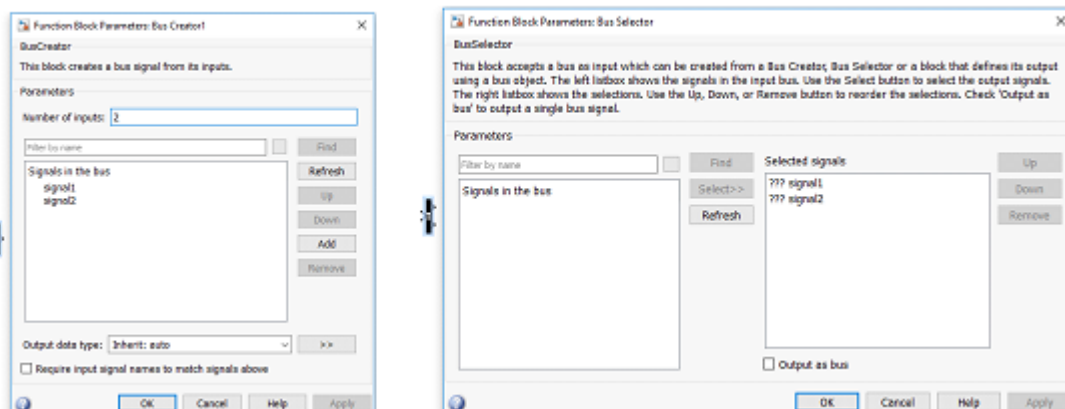 Function Block Parameters: Bus Creator1
BusCreator
This block creates a bus signal from its inputs.
Parameters
Number of inputs: 2
Filter by name
Find
Signals in the bus
signal1
signal2
Refresh
Up
Down
Add
Remove
Output data type: Inherit: auto
>>
Require input signal names to match signals above
OK Cancel Help Apply
Function Block Parameters: Bus Selector
BusSelector
This block accepts a bus as input which can be created from a Bus Creator, Bus Selector or a block that defines its output
using a bus object. The left listbox shows the signals in the input bus. Use the Select button to select the output signals.
The right listbox shows the selections. Use the Up, Down, or Remove button to reorder the selections. Check 'Output as
bus' to output a single bus signal.
Parameters
Filter by name
Find
Signals in the bus
Select>>
Refresh
Selected signals
??? signal1
??? signal2
Up
Down
Remove
Output as bus
OK Cancel Help Apply